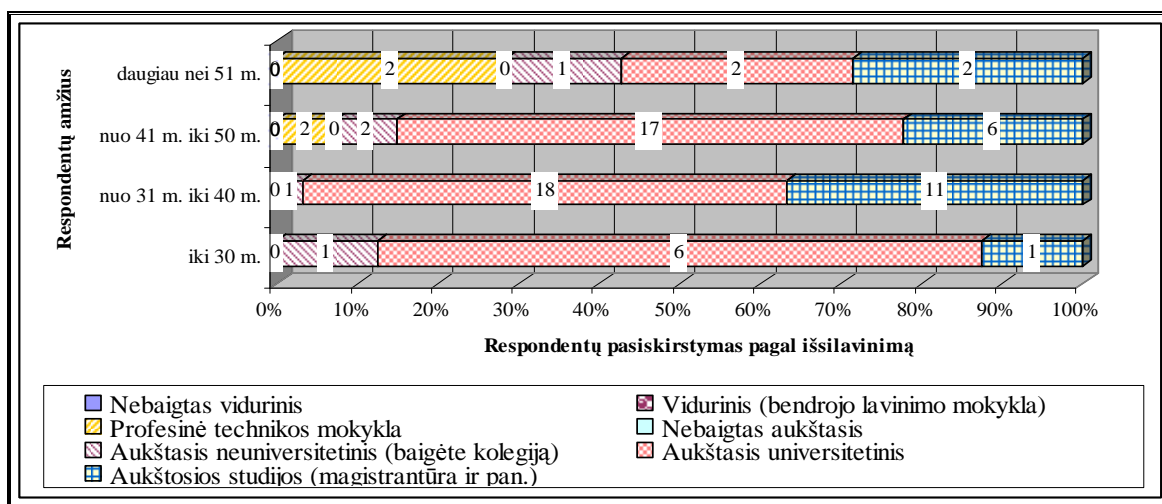 Respondentų amžius
daugiau nei 51 m.
0 2 0 1 2 2
nuo 41 m. iki 50 m.
0 2 0 2 17 6
nuo 31 m. iki 40 m.
0 1 18 11
iki 30 m.
0 1 6 1
0% 10% 20% 30% 40% 50% 60% 70% 80% 90% 100%
Respondentų pasiskirstymas pagal išsilavinimą
Nebaigtas vidurinis
Vidurinis (bendrojo lavinimo mokykla)
Profesinė technikos mokykla
Nebaigtas aukštasis
Aukštasis neuniversitetinis (baigėte kolegiją)
Aukštasis universitetinis
Aukštosios studijos (magistrantūra ir pan.)